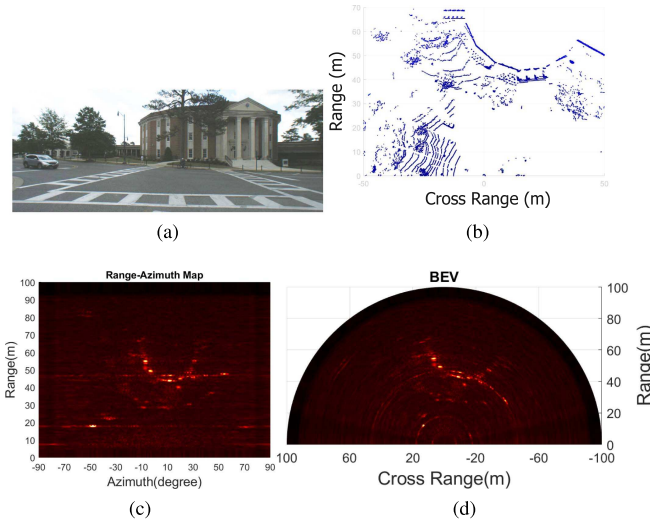 70
60
50
40
30
20
10
0
-50
0
50
Range (m)
Cross Range (m)
(a)
(b)
Range-Azimuth Map
100
90
80
70
60
50
40
30
20
10
0
-90 -70 -50 -30 -10 10 30 50 70 90
Range(m)
Azimuth(degree)
BEV
100
80
60
40
20
0
100 60 20 -20 -60 -100
Range(m)
Cross Range(m)
(c)
(d)